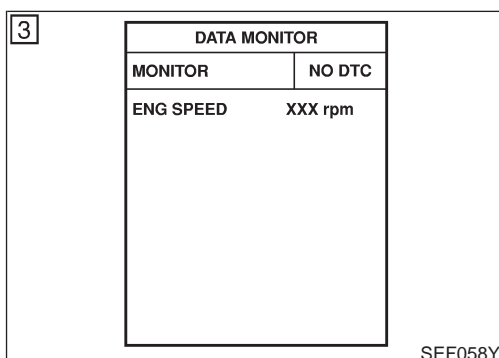 3
DATA MONITOR
MONITOR NO DTC
ENG SPEED XXX rpm
SEF058Y